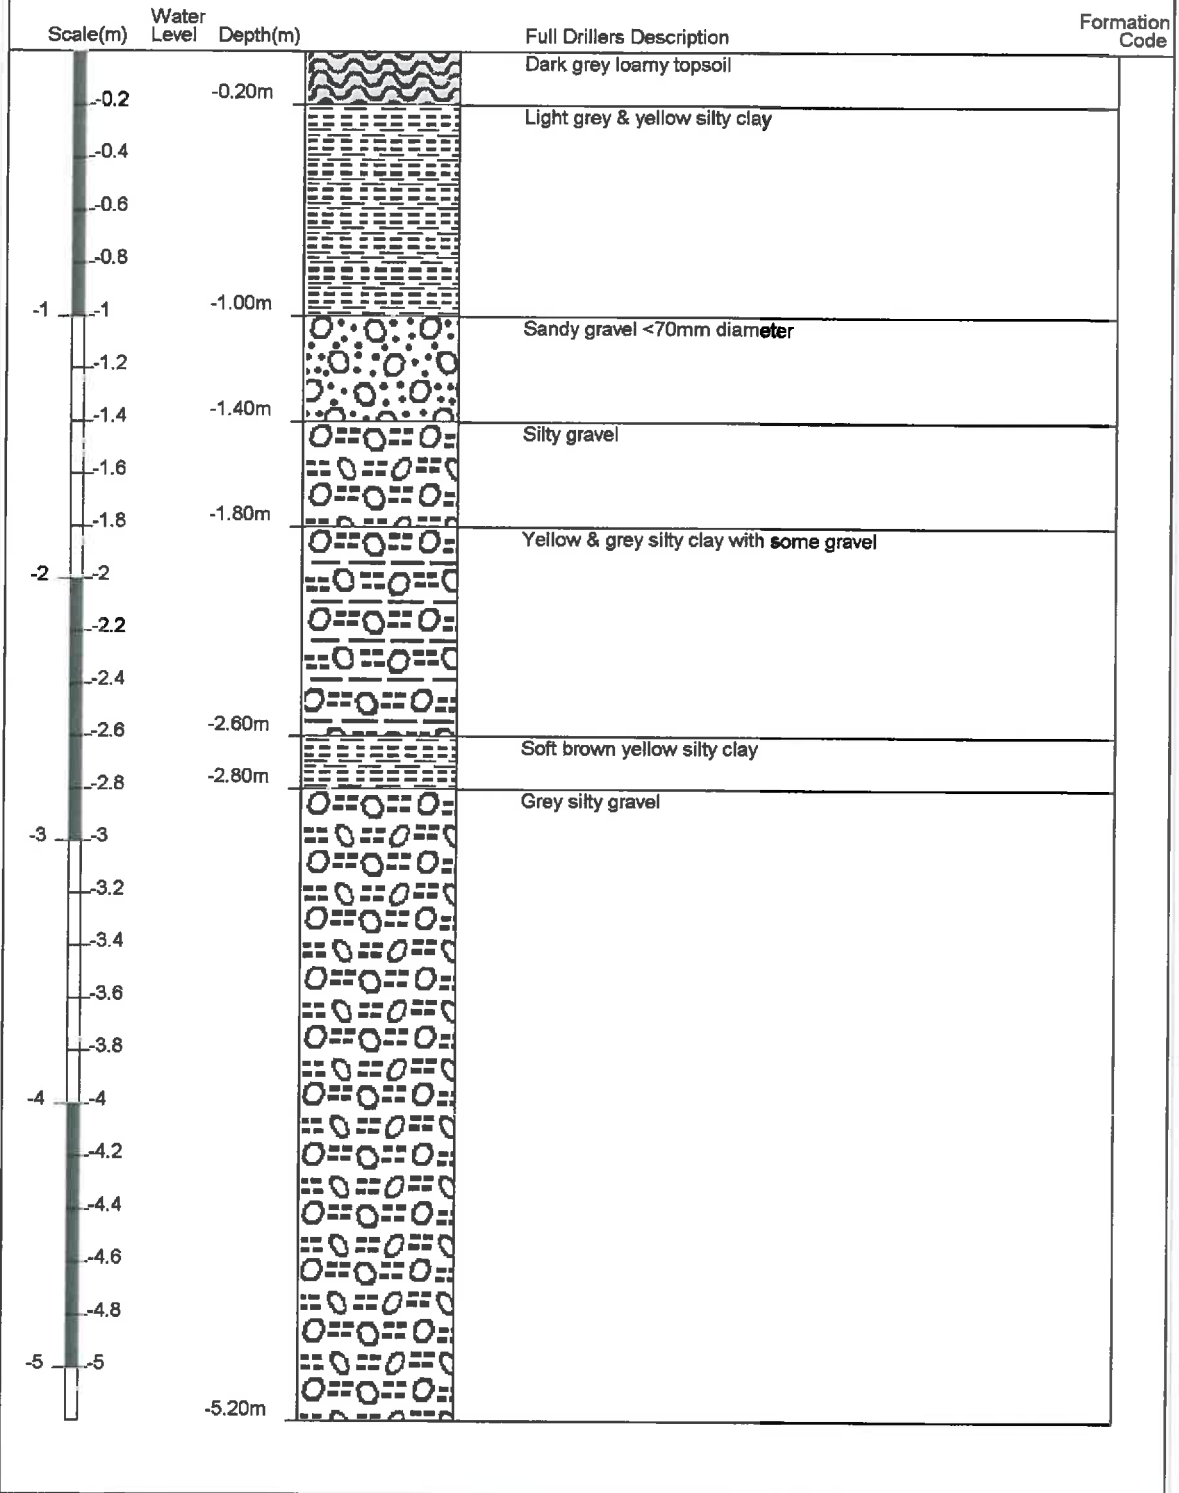 Scale(m) Water Level Depth(m) Full Drillers Description Formation Code
Dark grey loamy topsoil
-0.20m
-0.2
Light grey & yellow silty clay
-0.4
-0.6
-0.8
-1.00m
-1 -1
Sandy gravel <70mm diameter
-1.2
-1.40m
-1.4
Silty gravel
-1.6
-1.80m
-1.8
Yellow & grey silty clay with some gravel
-2 -2
-2.2
-2.4
-2.60m
-2.6
Soft brown yellow silty clay
-2.80m
-2.8
Grey silty gravel
-3 -3
-3.2
-3.4
-3.6
-3.8
-4 -4
-4.2
-4.4
-4.6
-4.8
-5 -5
-5.20m